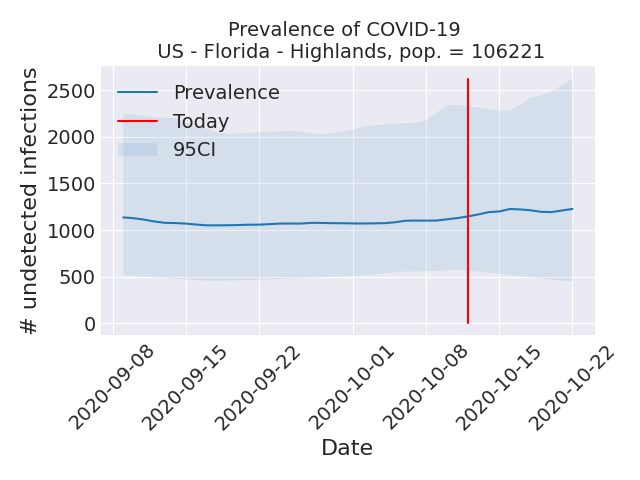 Prevalence of COVID-19
US - Florida - Highlands, pop. = 106221
# undetected infections
2500
2000
1500
1000
500
0
Prevalence
Today
95CI
2020-09-08
2020-09-15
2020-09-22
2020-10-01
2020-10-08
2020-10-15
2020-10-22
Date